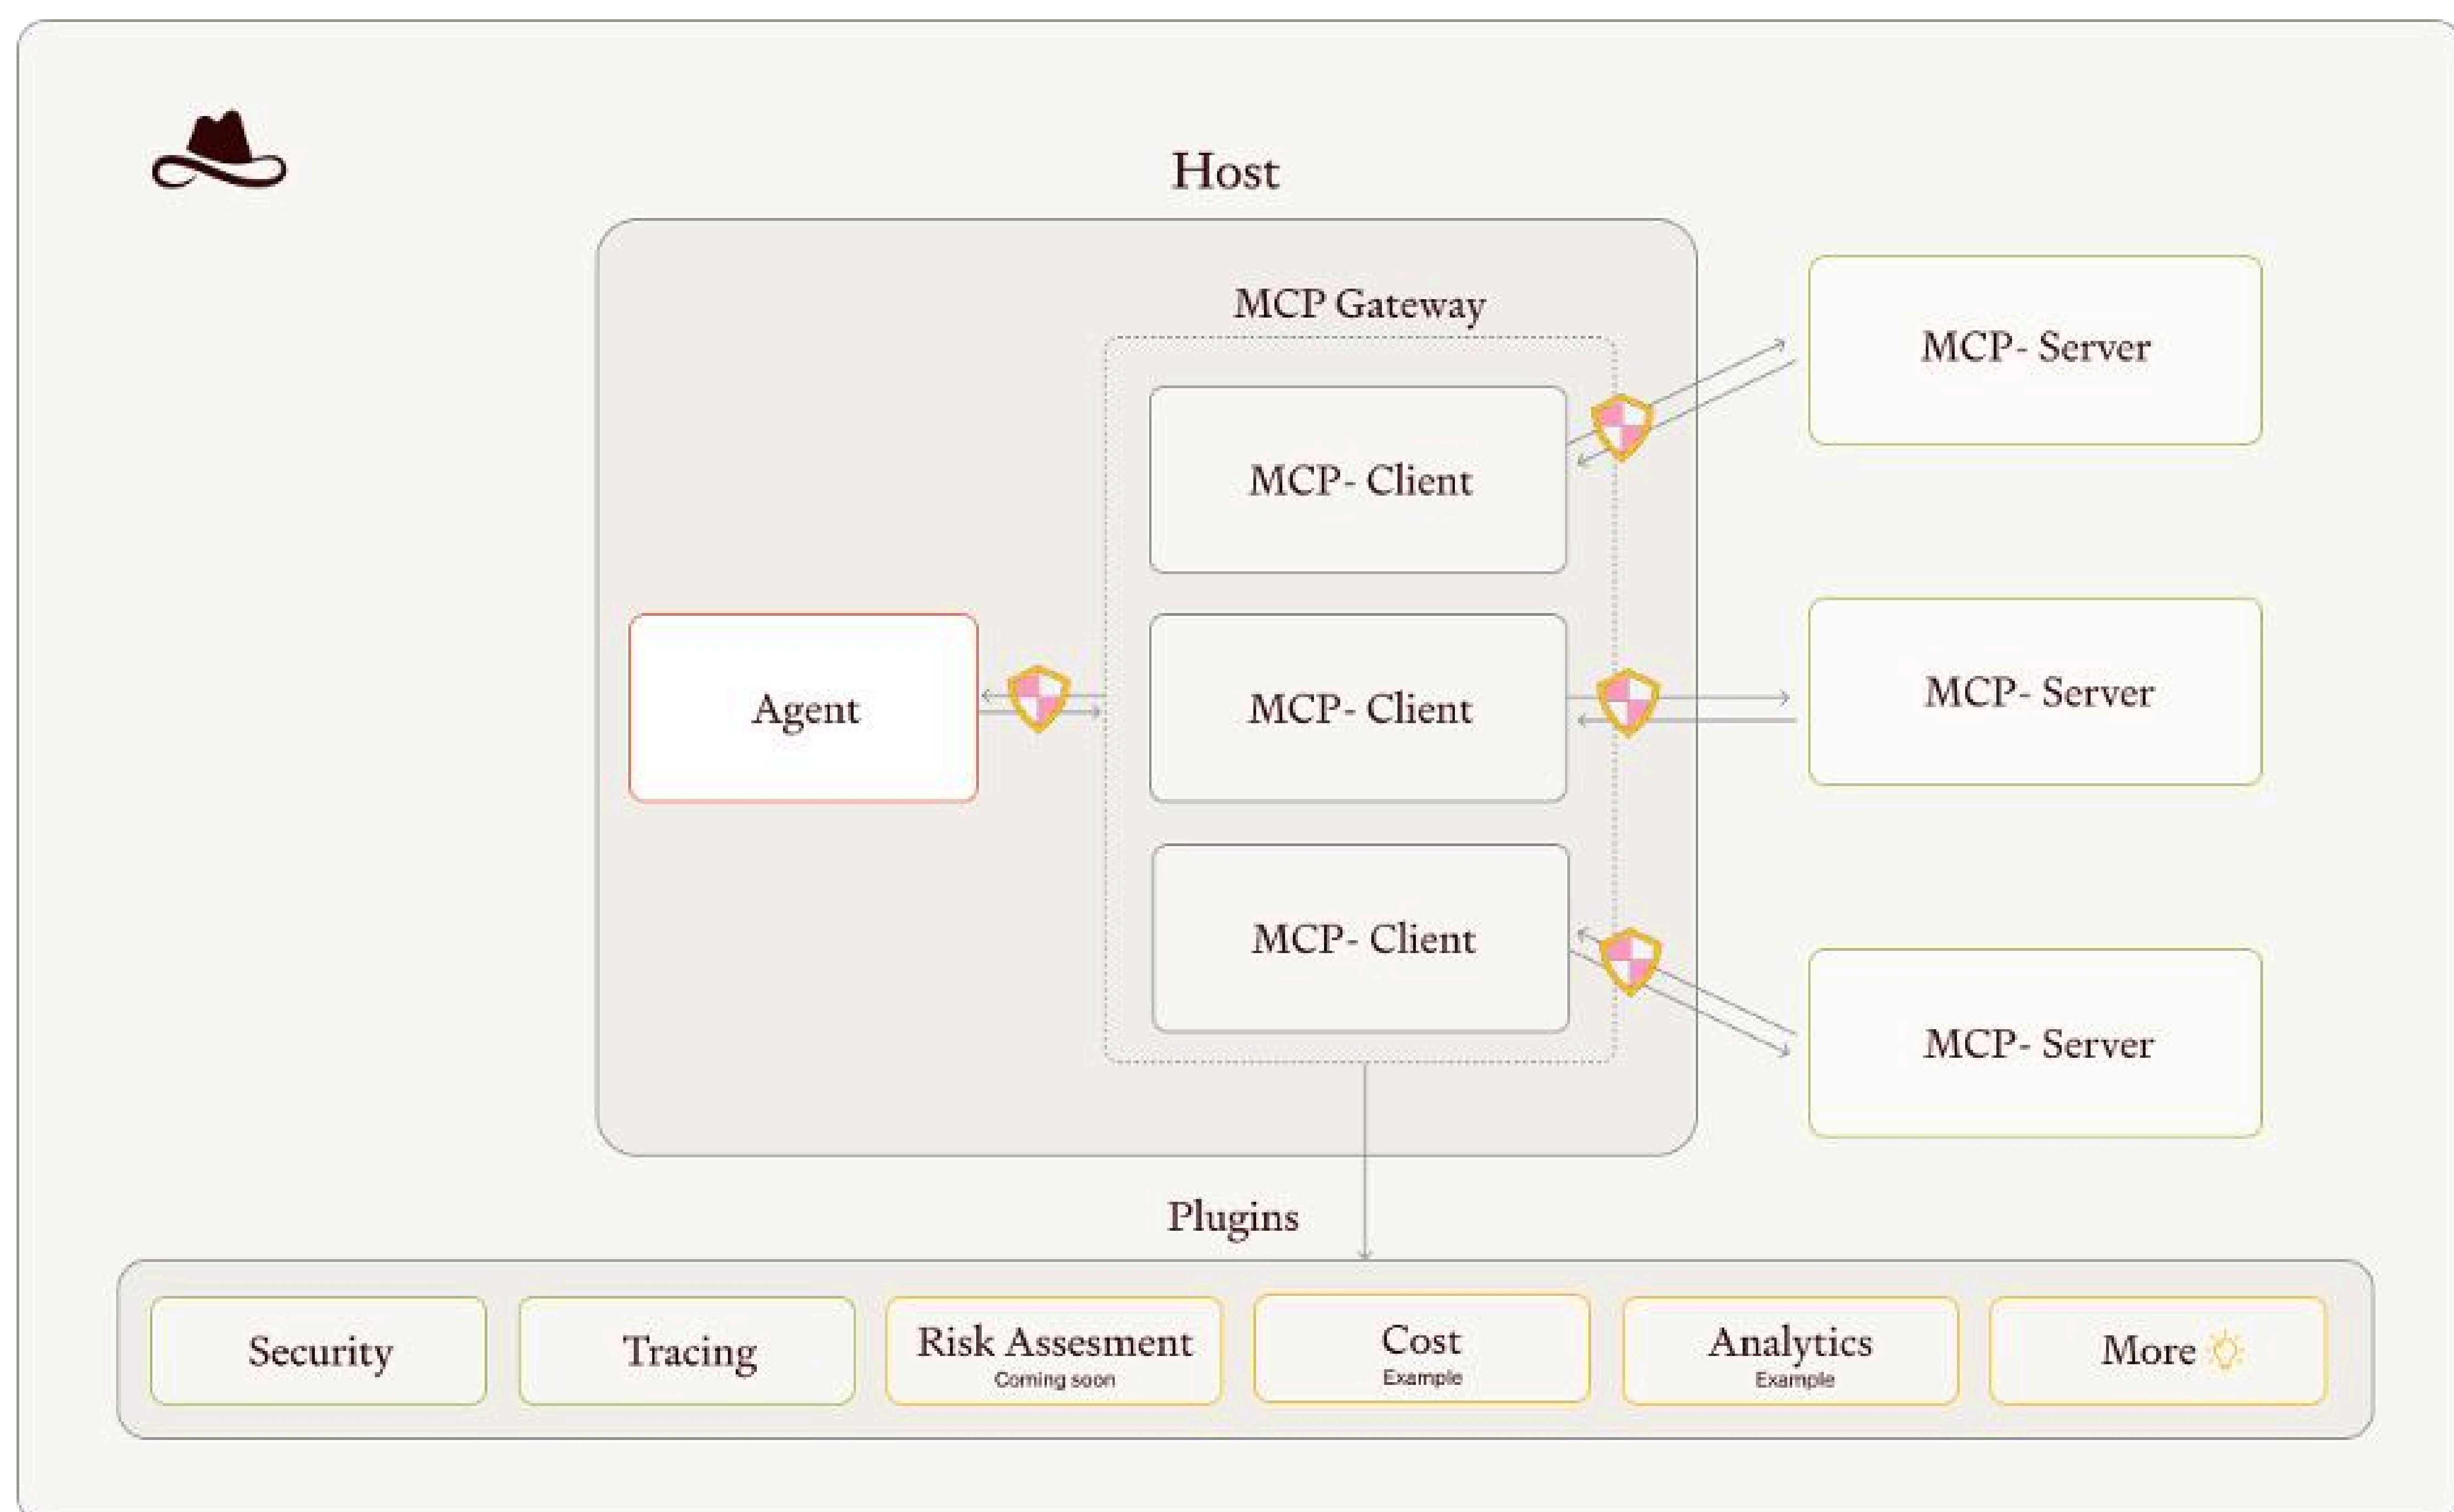 Host
MCP Gateway
MCP- Server
MCP- Client
Agent
MCP- Client
MCP- Server
MCP- Client
MCP- Server
Plugins
Security
Tracing
Risk Assesment
Coming soon
Cost
Example
Analytics
Example
More